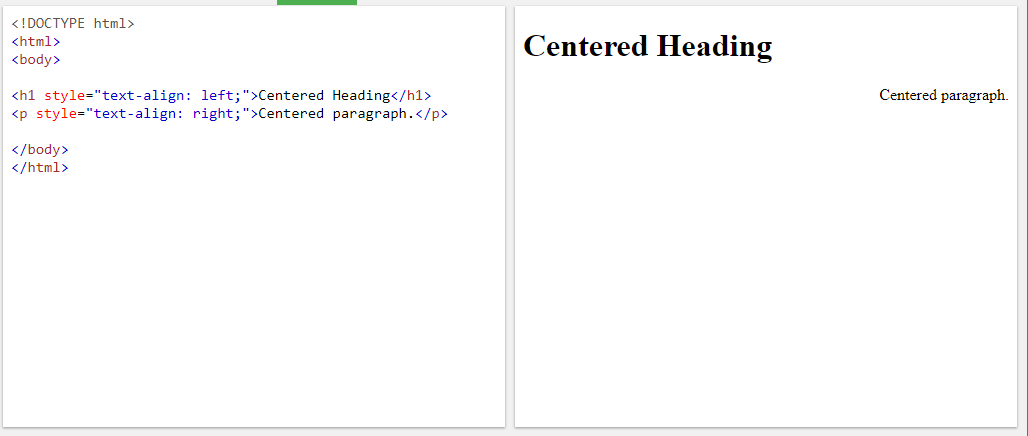 <!DOCTYPE html>
<html>
<body>
<h1 style="text-align: left;">Centered Heading</h1>
<p style="text-align: right;">Centered paragraph.</p>
</body>
</html>
Centered Heading
Centered paragraph.